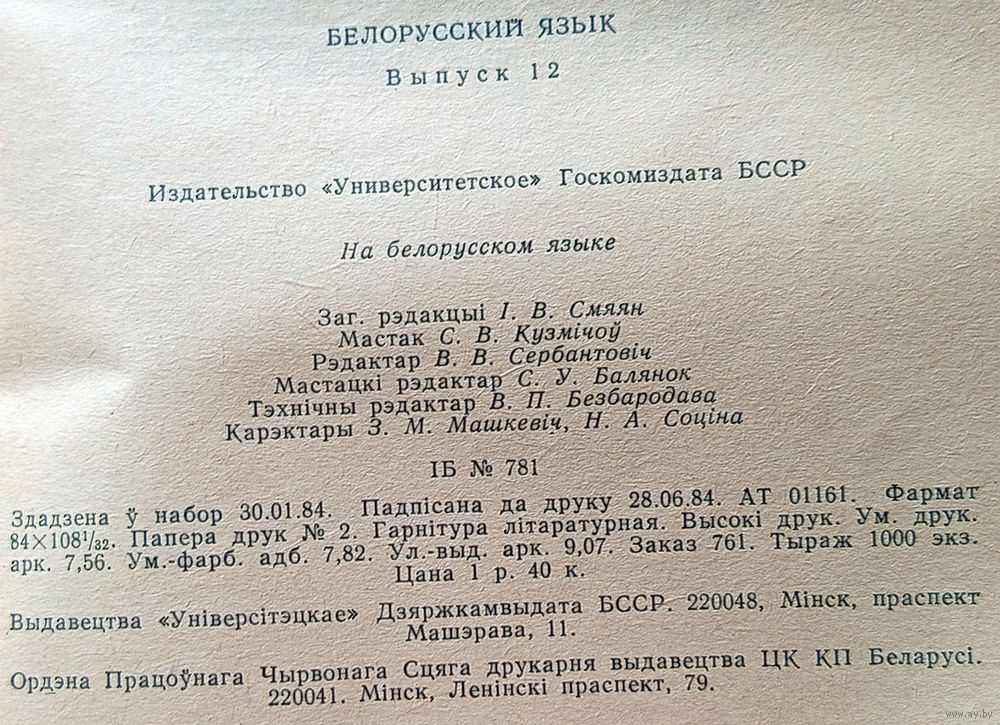 БЕЛОРУССКИЙ ЯЗЫК
Выпуск 12
Издательство «Университетское» Госкомиздата БССР
На белорусском языке
Заг. рэдакцыі І. В. Смяян
Мастак С. В. Кузмічоў
Рэдактар В. В. Сербантовіч
Мастацкі рэдактар С. У. Балянок
Тэхнічны рэдактар В. П. Безбародава
Карэктары З. М. Машкевіч, Н. А. Соціна
ІБ № 781
Здадзена ў набор 30.01.84. Падпісана да друку 28.06.84. АТ 01161. Фармат
84×108¹/₃₂. Папера друк № 2. Гарнітура літаратурная. Высокі друк. Ум. друк.
арк. 7,56. Ум.-фарб. адб. 7,82. Ул.-выд. арк. 9,07. Заказ 761. Тыраж 1000 экз.
Цана 1 р. 40 к.
Выдавецтва «Універсітэцкае» Дзяржкамвыдата БССР. 220048, Мінск, праспект
Машэрава, 11.
Ордэна Працоўнага Чырвонага Сцяга друкарня выдавецтва ЦК КП Беларусі.
220041. Мінск, Ленінскі праспект, 79.
www.ay.by